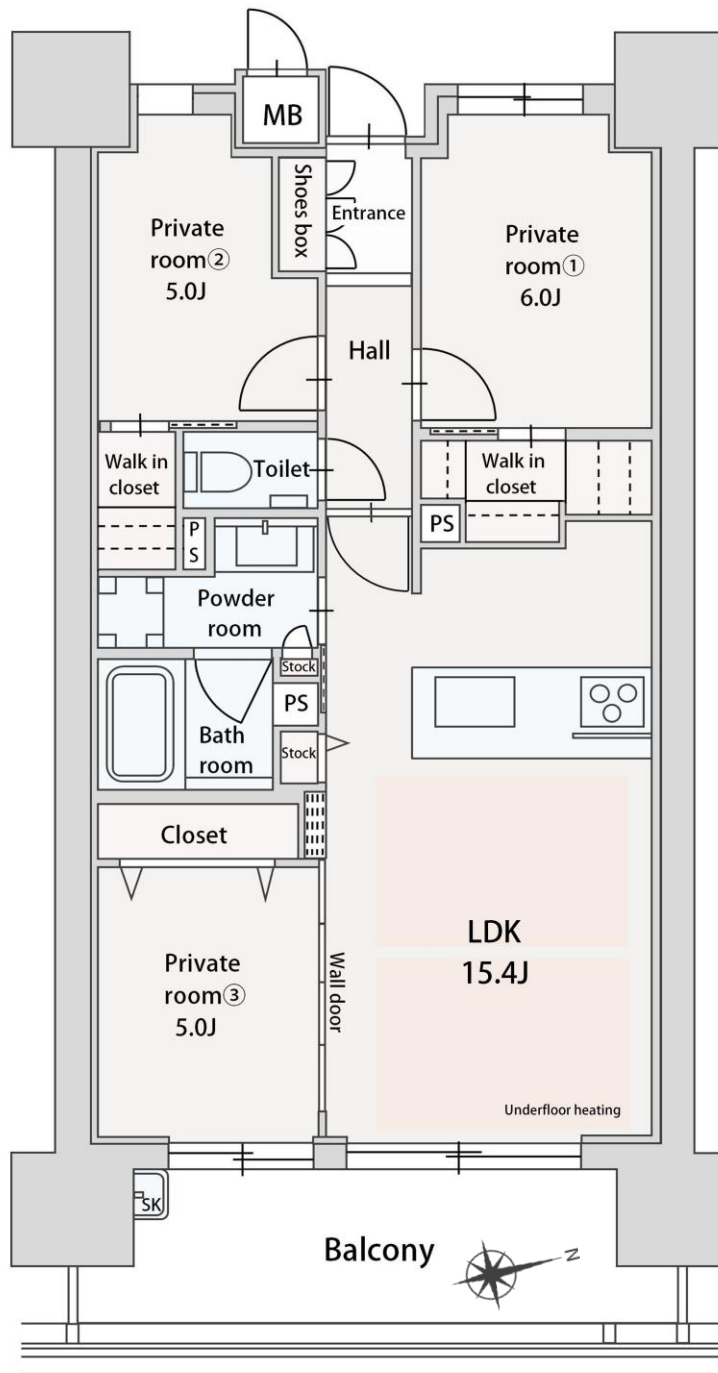 MB
Shoes box
Entrance
Private
room②
5.0J
Private
room①
6.0J
Hall
Walk in
closet
Toilet
Walk in
closet
PS
P
S
Powder
room
Stock
PS
Bath
room
Stock
Closet
LDK
15.4J
Wall door
Private
room③
5.0J
Underfloor heating
SK
Balcony
N